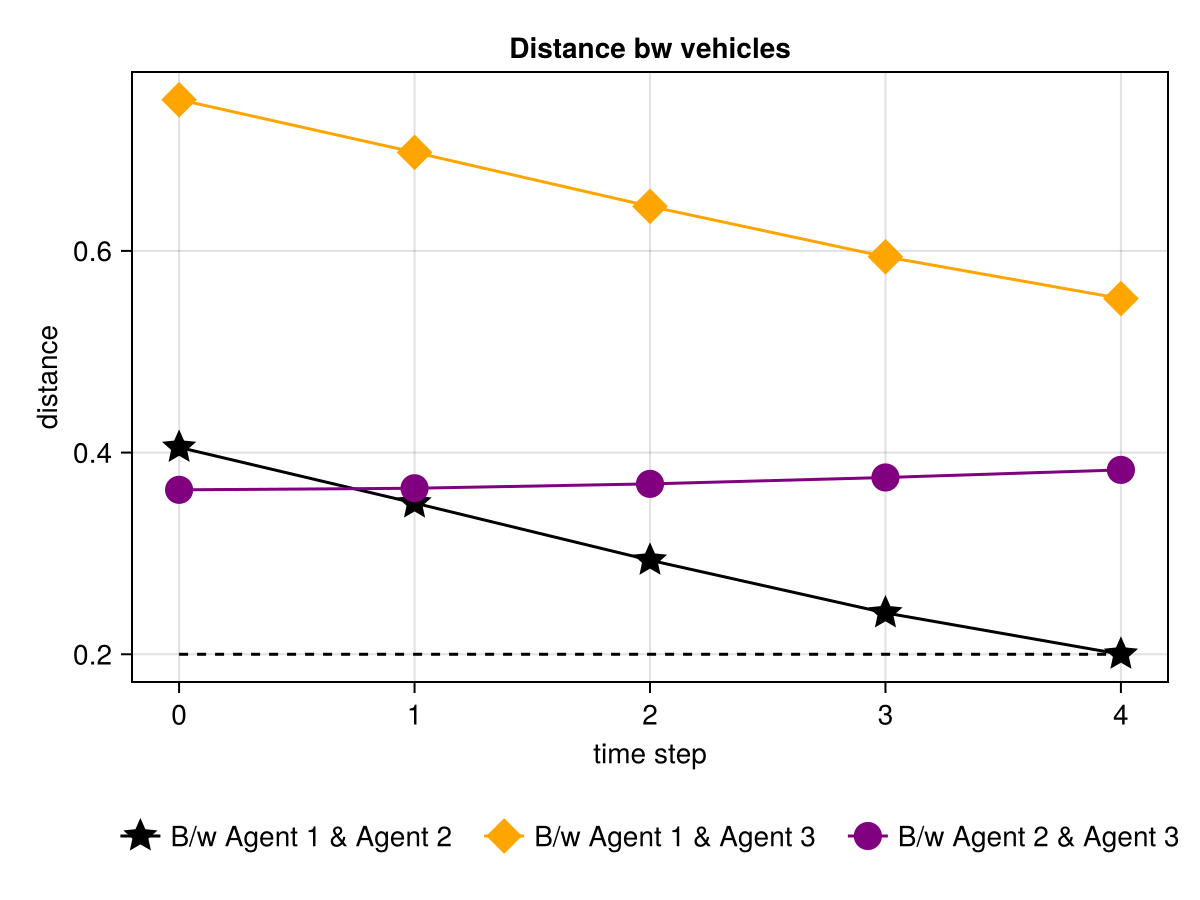 Distance bw vehicles
distance
0.6
0.4
0.2
0 1 2 3 4
time step
B/w Agent 1 & Agent 2 B/w Agent 1 & Agent 3 B/w Agent 2 & Agent 3